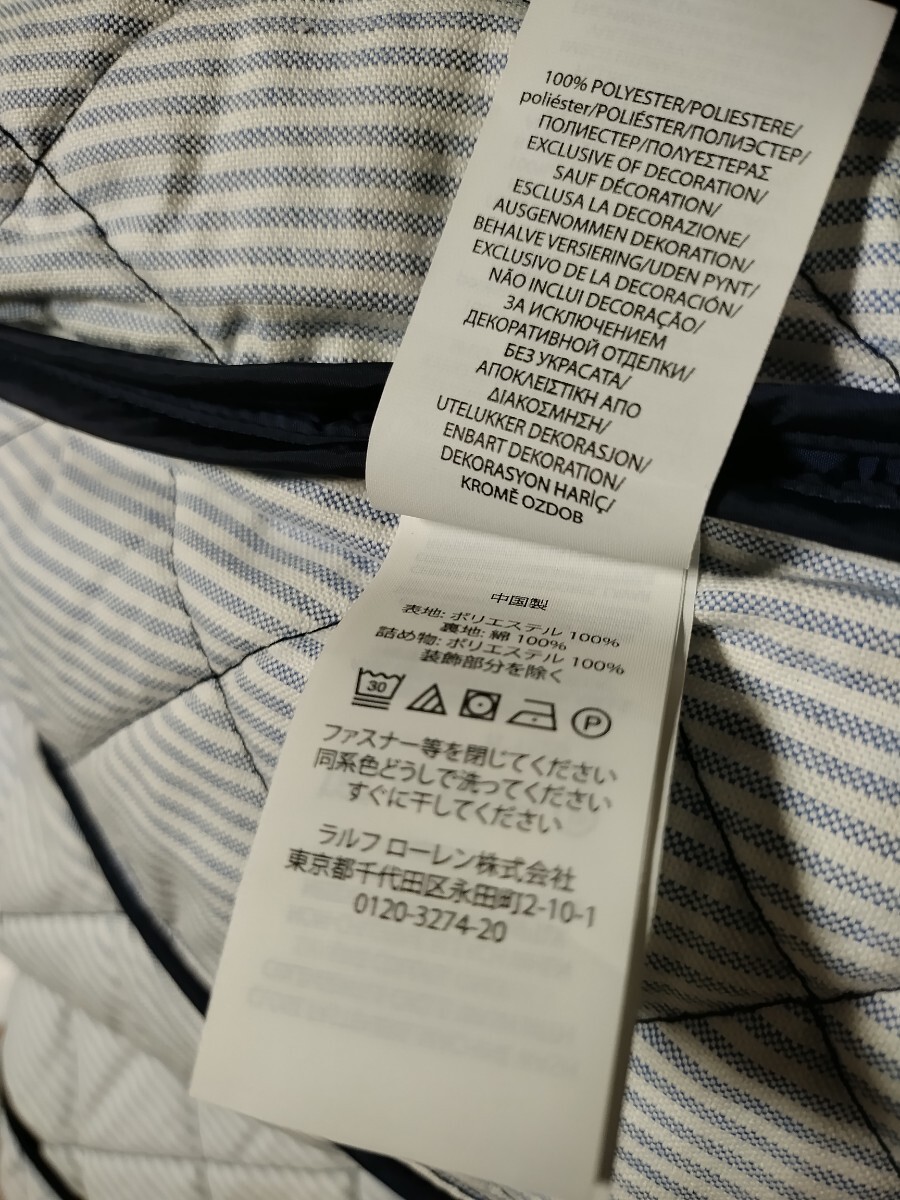 100% POLYESTER/POLIESTERE/
poliéster/POLIÉSTER/ПОЛИЭСТЕР/
ПОЛИЕСТЕР/ΠΟΛΥΕΣΤΕΡΑΣ
EXCLUSIVE OF DECORATION/
SAUF DÉCORATION/
ESCLUSA LA DECORAZIONE/
AUSGENOMMEN DEKORATION/
BEHALVE VERSIERING/UDEN PYNT/
EXCLUSIVO DE LA DECORACIÓN/
NÃO INCLUI DECORAÇÃO/
ЗА ИСКЛЮЧЕНИЕМ
ДЕКОРАТИВНОЙ ОТДЕЛКИ/
БЕЗ УКРАСАТА/
ΑΠΟΚΛΕΙΣΤΙΚΗ ΑΠΟ
ΔΙΑΚΟΣΜΗΣΗ/
UTELUKKER DEKORASJON/
ENBART DEKORATION/
DEKORASYON HARİÇ/
KROMĚ OZDOB
中国製
表地: ポリエステル 100%
裏地: 綿 100%
詰め物: ポリエステル 100%
装飾部分を除く
30 P
ファスナー等を閉じてください
同系色どうしで洗ってください
すぐに干してください
ラルフ ローレン株式会社
東京都千代田区永田町2-10-1
0120-3274-20